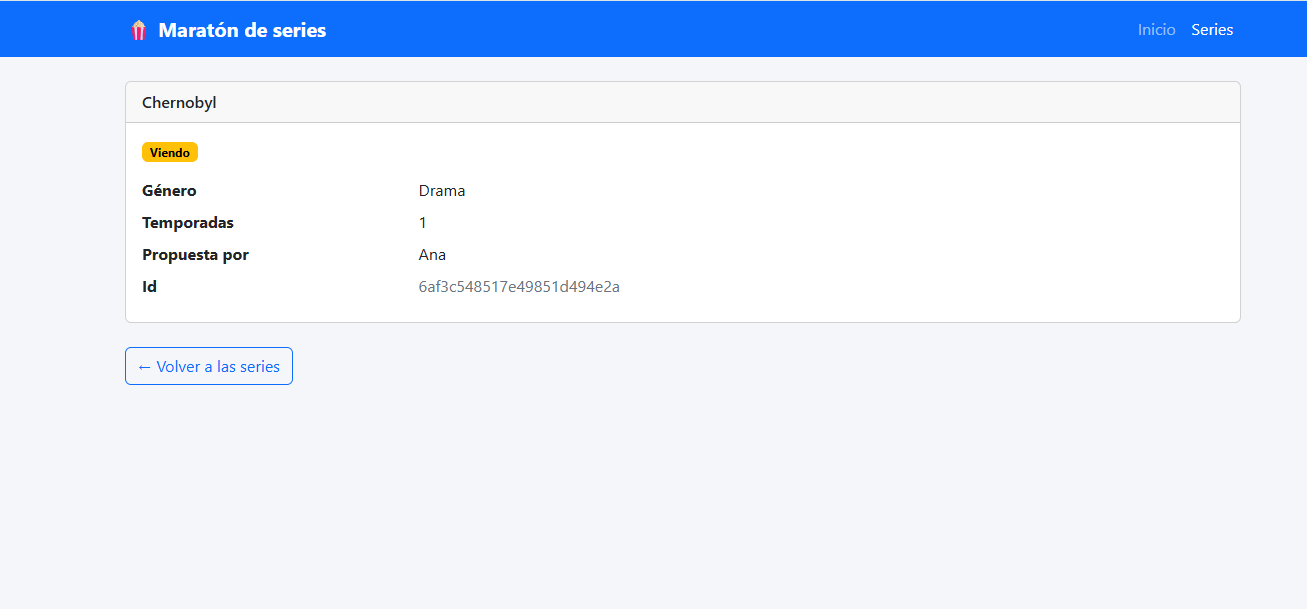 🍿 Maratón de series
Inicio Series
Chernobyl
Viendo
Género Drama
Temporadas 1
Propuesta por Ana
Id 6af3c548517e49851d494e2a
← Volver a las series